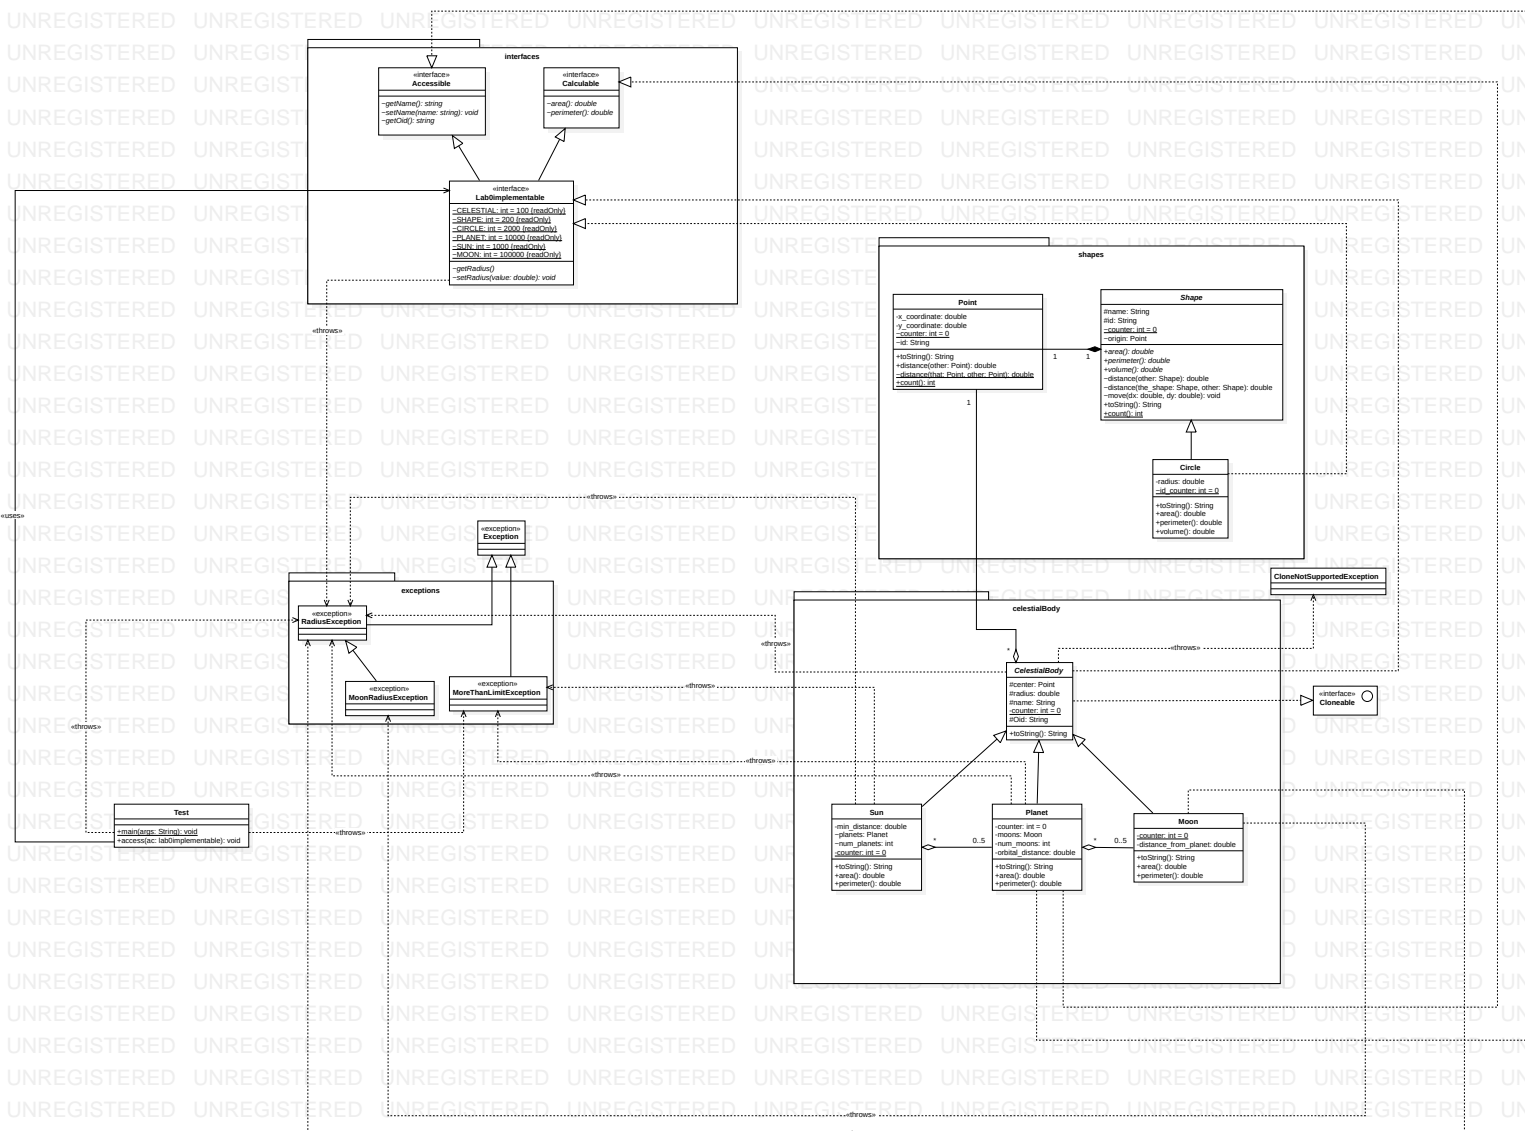 UNREGISTERED
interfaces
«interface»
Accessible
~getName(): string
~setName(name: string): void
~getOid(): string
«interface»
Calculable
~area(): double
~perimeter(): double
«interface»
Lab0implementable
~CELESTIAL: int = 100 {readOnly}
~SHAPE: int = 200 {readOnly}
~CIRCLE: int = 2000 {readOnly}
~PLANET: int = 10000 {readOnly}
~SUN: int = 1000 {readOnly}
~MOON: int = 100000 {readOnly}
~getRadius()
~setRadius(value: double): void
«throws»
shapes
Point
-x_coordinate: double
-y_coordinate: double
~counter: int = 0
~id: String
+toString(): String
+distance(other: Point): double
~distance(that: Point, other: Point): double
+count(): int
1
1
1
Shape
#name: String
#id: String
~counter: int = 0
~origin: Point
+area(): double
+perimeter(): double
+volume(): double
~distance(other: Shape): double
~distance(the_shape: Shape, other: Shape): double
~move(dx: double, dy: double): void
+toString(): String
+count(): int
Circle
-radius: double
~id_counter: int = 0
+toString(): String
+area(): double
+perimeter(): double
+volume(): double
«uses»
«throws»
«exception»
Exception
exceptions
«exception»
RadiusException
«exception»
MoonRadiusException
«exception»
MoreThanLimitException
CloneNotSupportedException
celestialBody
«throws»
«throws»
«throws»
*
CelestialBody
#center: Point
#radius: double
#name: String
-counter: int = 0
#Oid: String
+toString(): String
«interface»
Cloneable
«throws»
«throws»
«throws»
Test
+main(args: String): void
+access(ac: lab0implementable): void
«throws»
Sun
-min_distance: double
~planets: Planet
~num_planets: int
-counter: int = 0
+toString(): String
+area(): double
+perimeter(): double
*
0..5
Planet
-counter: int = 0
-moons: Moon
-num_moons: int
-orbital_distance: double
+toString(): String
+area(): double
+perimeter(): double
*
0..5
Moon
-counter: int = 0
-distance_from_planet: double
+toString(): String
+area(): double
+perimeter(): double
«throws»